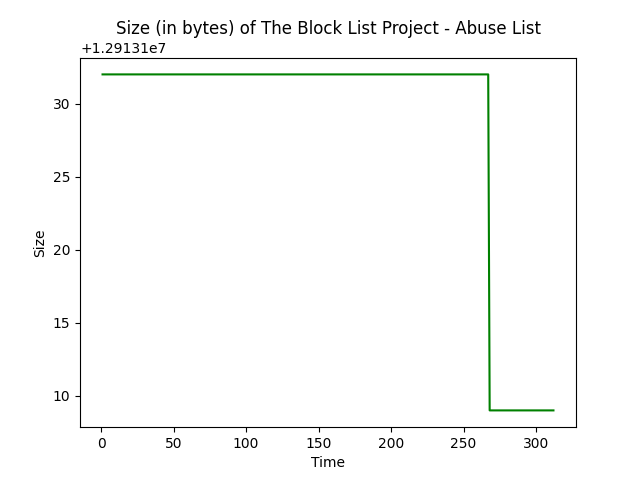 Size (in bytes) of The Block List Project - Abuse List
+1.29131e7
30
25
20
15
10
Size
0 50 100 150 200 250 300
Time